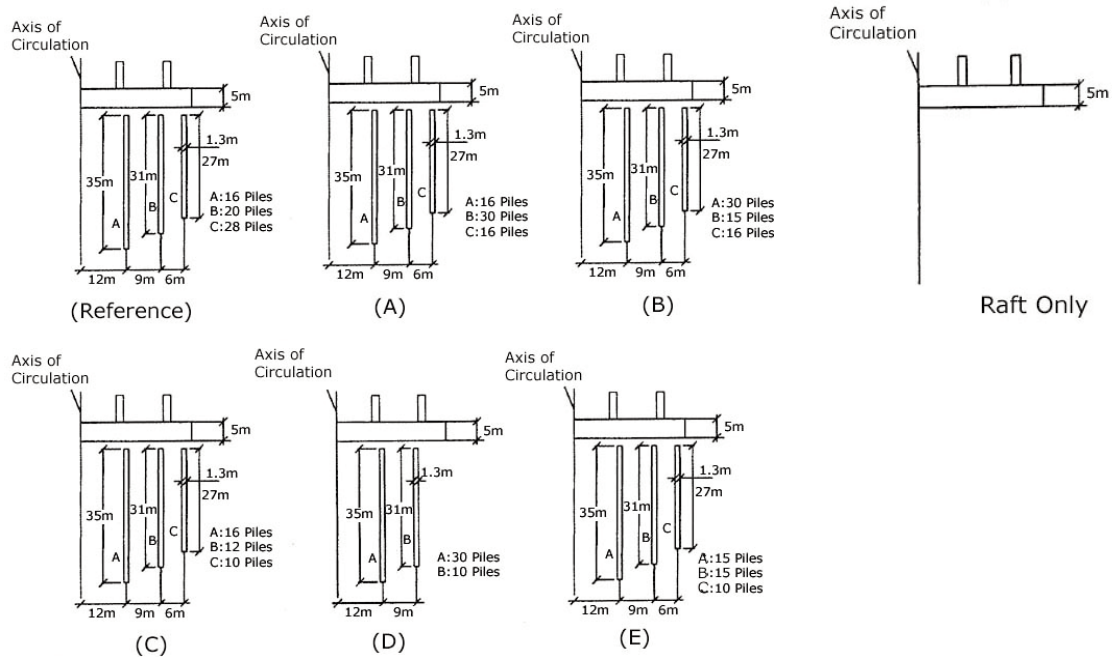 Axis of
Circulation
5m
1.3m
27m
35m
31m
A
B
C
A:16 Piles
B:20 Piles
C:28 Piles
12m
9m
6m
(Reference)
Axis of
Circulation
5m
1.3m
27m
35m
31m
A
B
C
A:16 Piles
B:30 Piles
C:16 Piles
12m
9m
6m
(A)
Axis of
Circulation
5m
1.3m
27m
35m
31m
A
B
C
A:30 Piles
B:15 Piles
C:16 Piles
12m
9m
6m
(B)
Axis of
Circulation
5m
Raft Only
Axis of
Circulation
5m
1.3m
27m
35m
31m
A
B
C
A:16 Piles
B:12 Piles
C:10 Piles
12m
9m
6m
(C)
Axis of
Circulation
5m
1.3m
35m
31m
A
B
A:30 Piles
B:10 Piles
12m
9m
(D)
Axis of
Circulation
5m
1.3m
27m
35m
31m
A
B
C
A:15 Piles
B:15 Piles
C:10 Piles
12m
9m
6m
(E)